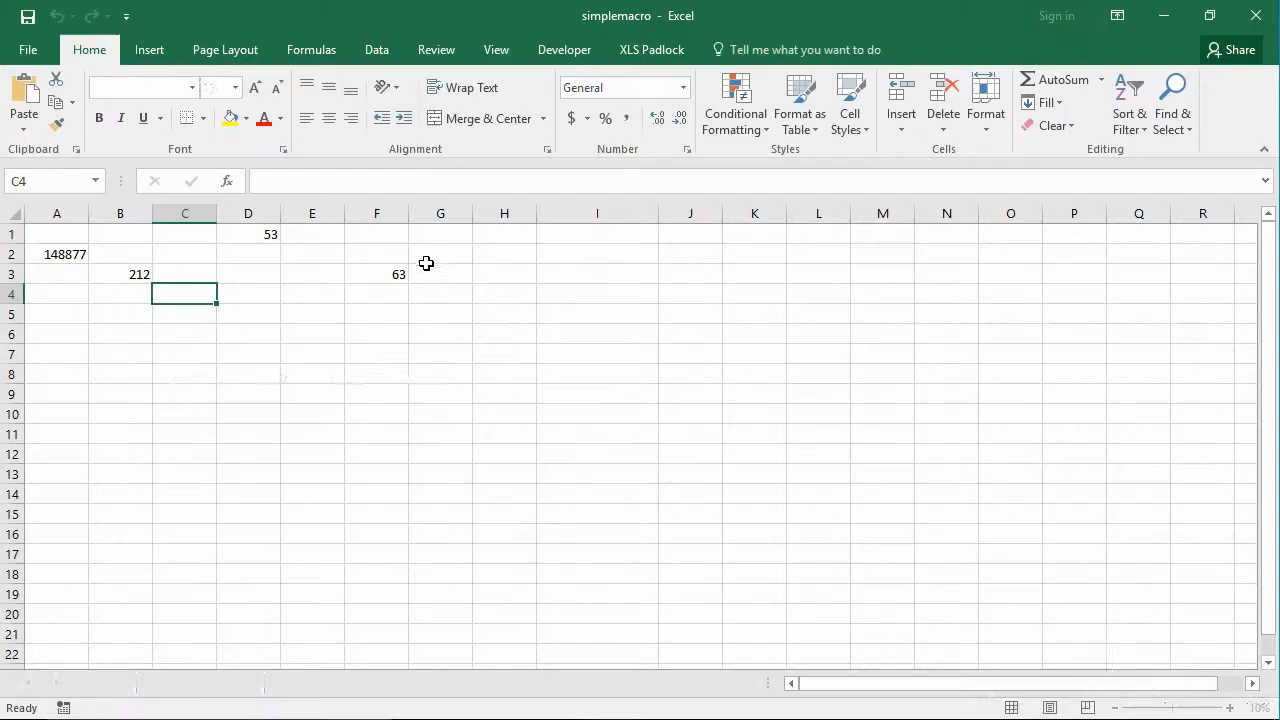 simplemacro - Excel
Sign in
File Home Insert Page Layout Formulas Data Review View Developer XLS Padlock Tell me what you want to do Share
Paste
B I U
Wrap Text
Merge & Center
General
$ % ,
Conditional Formatting
Format as Table
Cell Styles
Insert Delete Format
AutoSum
Fill
Clear
Sort & Filter
Find & Select
Clipboard Font Alignment Number Styles Cells Editing
C4 fx
A B C D E F G H I J K L M N O P Q R
1 53
2 148877
3 212 63
4
5
6
7
8
9
10
11
12
13
14
15
16
17
18
19
20
21
22
Ready